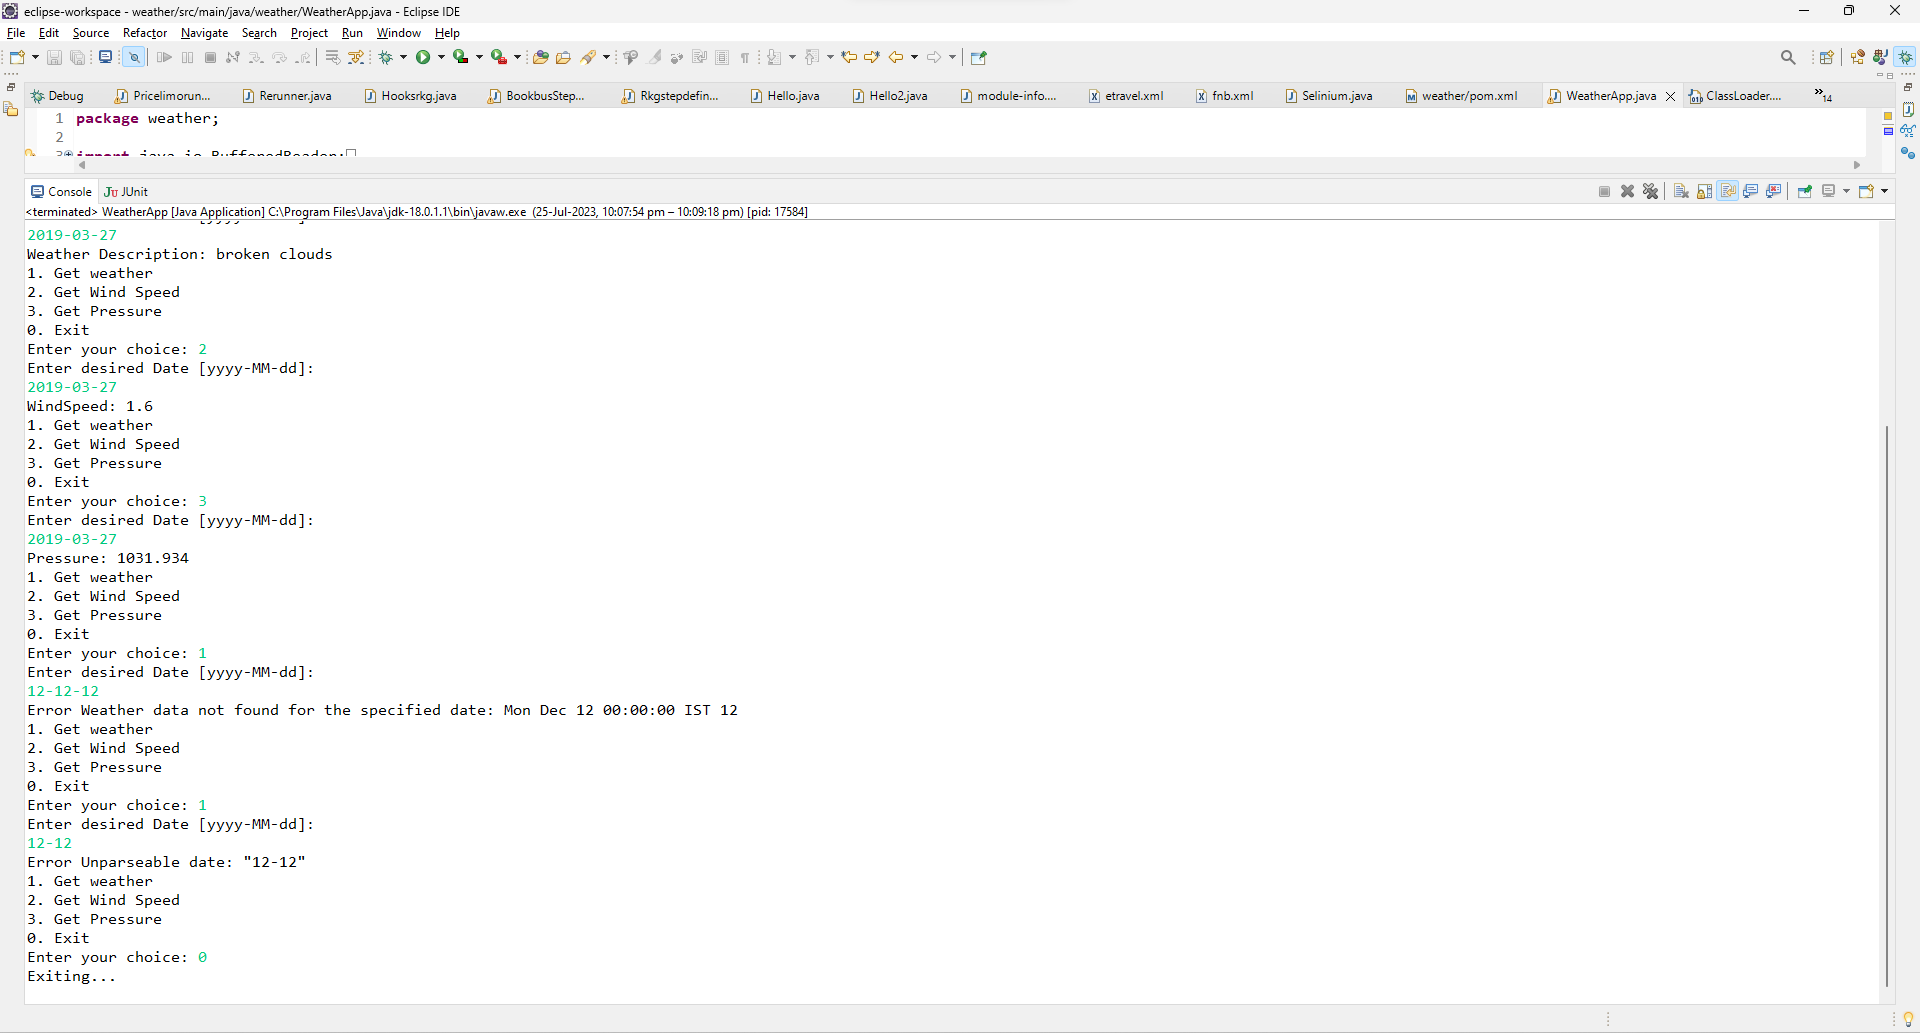 eclipse-workspace - weather/src/main/java/weather/WeatherApp.java - Eclipse IDE
File Edit Source Refactor Navigate Search Project Run Window Help
Debug Pricelimorun... Rerunner.java Hooksrkg.java BookbusStep... Rkgstepdefin... Hello.java Hello2.java module-info.... etravel.xml fnb.xml Selinium.java weather/pom.xml WeatherApp.java ClassLoader.... »14
1 package weather;
2
3 import java.io.BufferedReader;
Console JUnit
<terminated> WeatherApp [Java Application] C:\Program Files\Java\jdk-18.0.1.1\bin\javaw.exe (25-Jul-2023, 10:07:54 pm – 10:09:18 pm) [pid: 17584]
2019-03-27
Weather Description: broken clouds
1. Get weather
2. Get Wind Speed
3. Get Pressure
0. Exit
Enter your choice: 2
Enter desired Date [yyyy-MM-dd]:
2019-03-27
WindSpeed: 1.6
1. Get weather
2. Get Wind Speed
3. Get Pressure
0. Exit
Enter your choice: 3
Enter desired Date [yyyy-MM-dd]:
2019-03-27
Pressure: 1031.934
1. Get weather
2. Get Wind Speed
3. Get Pressure
0. Exit
Enter your choice: 1
Enter desired Date [yyyy-MM-dd]:
12-12-12
Error Weather data not found for the specified date: Mon Dec 12 00:00:00 IST 12
1. Get weather
2. Get Wind Speed
3. Get Pressure
0. Exit
Enter your choice: 1
Enter desired Date [yyyy-MM-dd]:
12-12
Error Unparseable date: "12-12"
1. Get weather
2. Get Wind Speed
3. Get Pressure
0. Exit
Enter your choice: 0
Exiting...